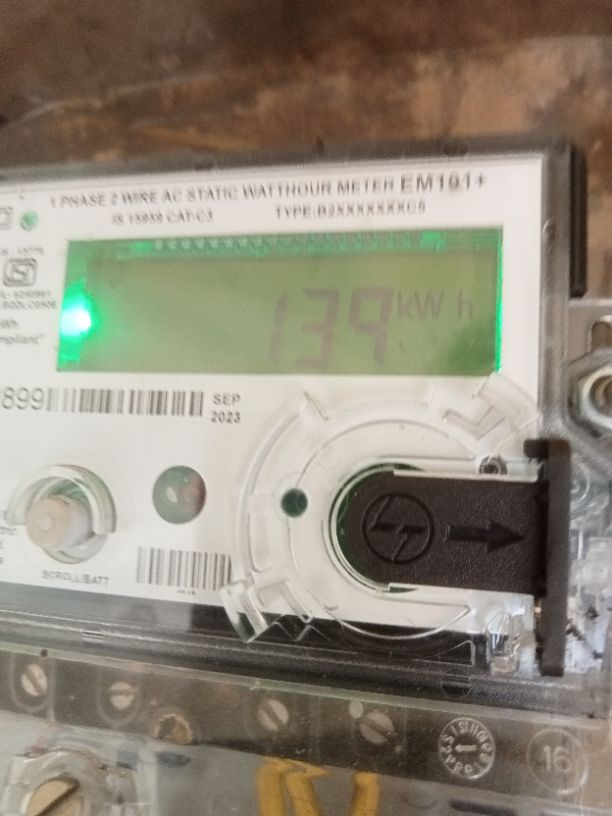 1 PHASE 2 WIRE AC STATIC WATTHOUR METER EM101+
IS 15959 CAT-C3 TYPE:B2XXXXXXXC5
139 kW h
899
SEP
2023
SCROLL/BATT
16